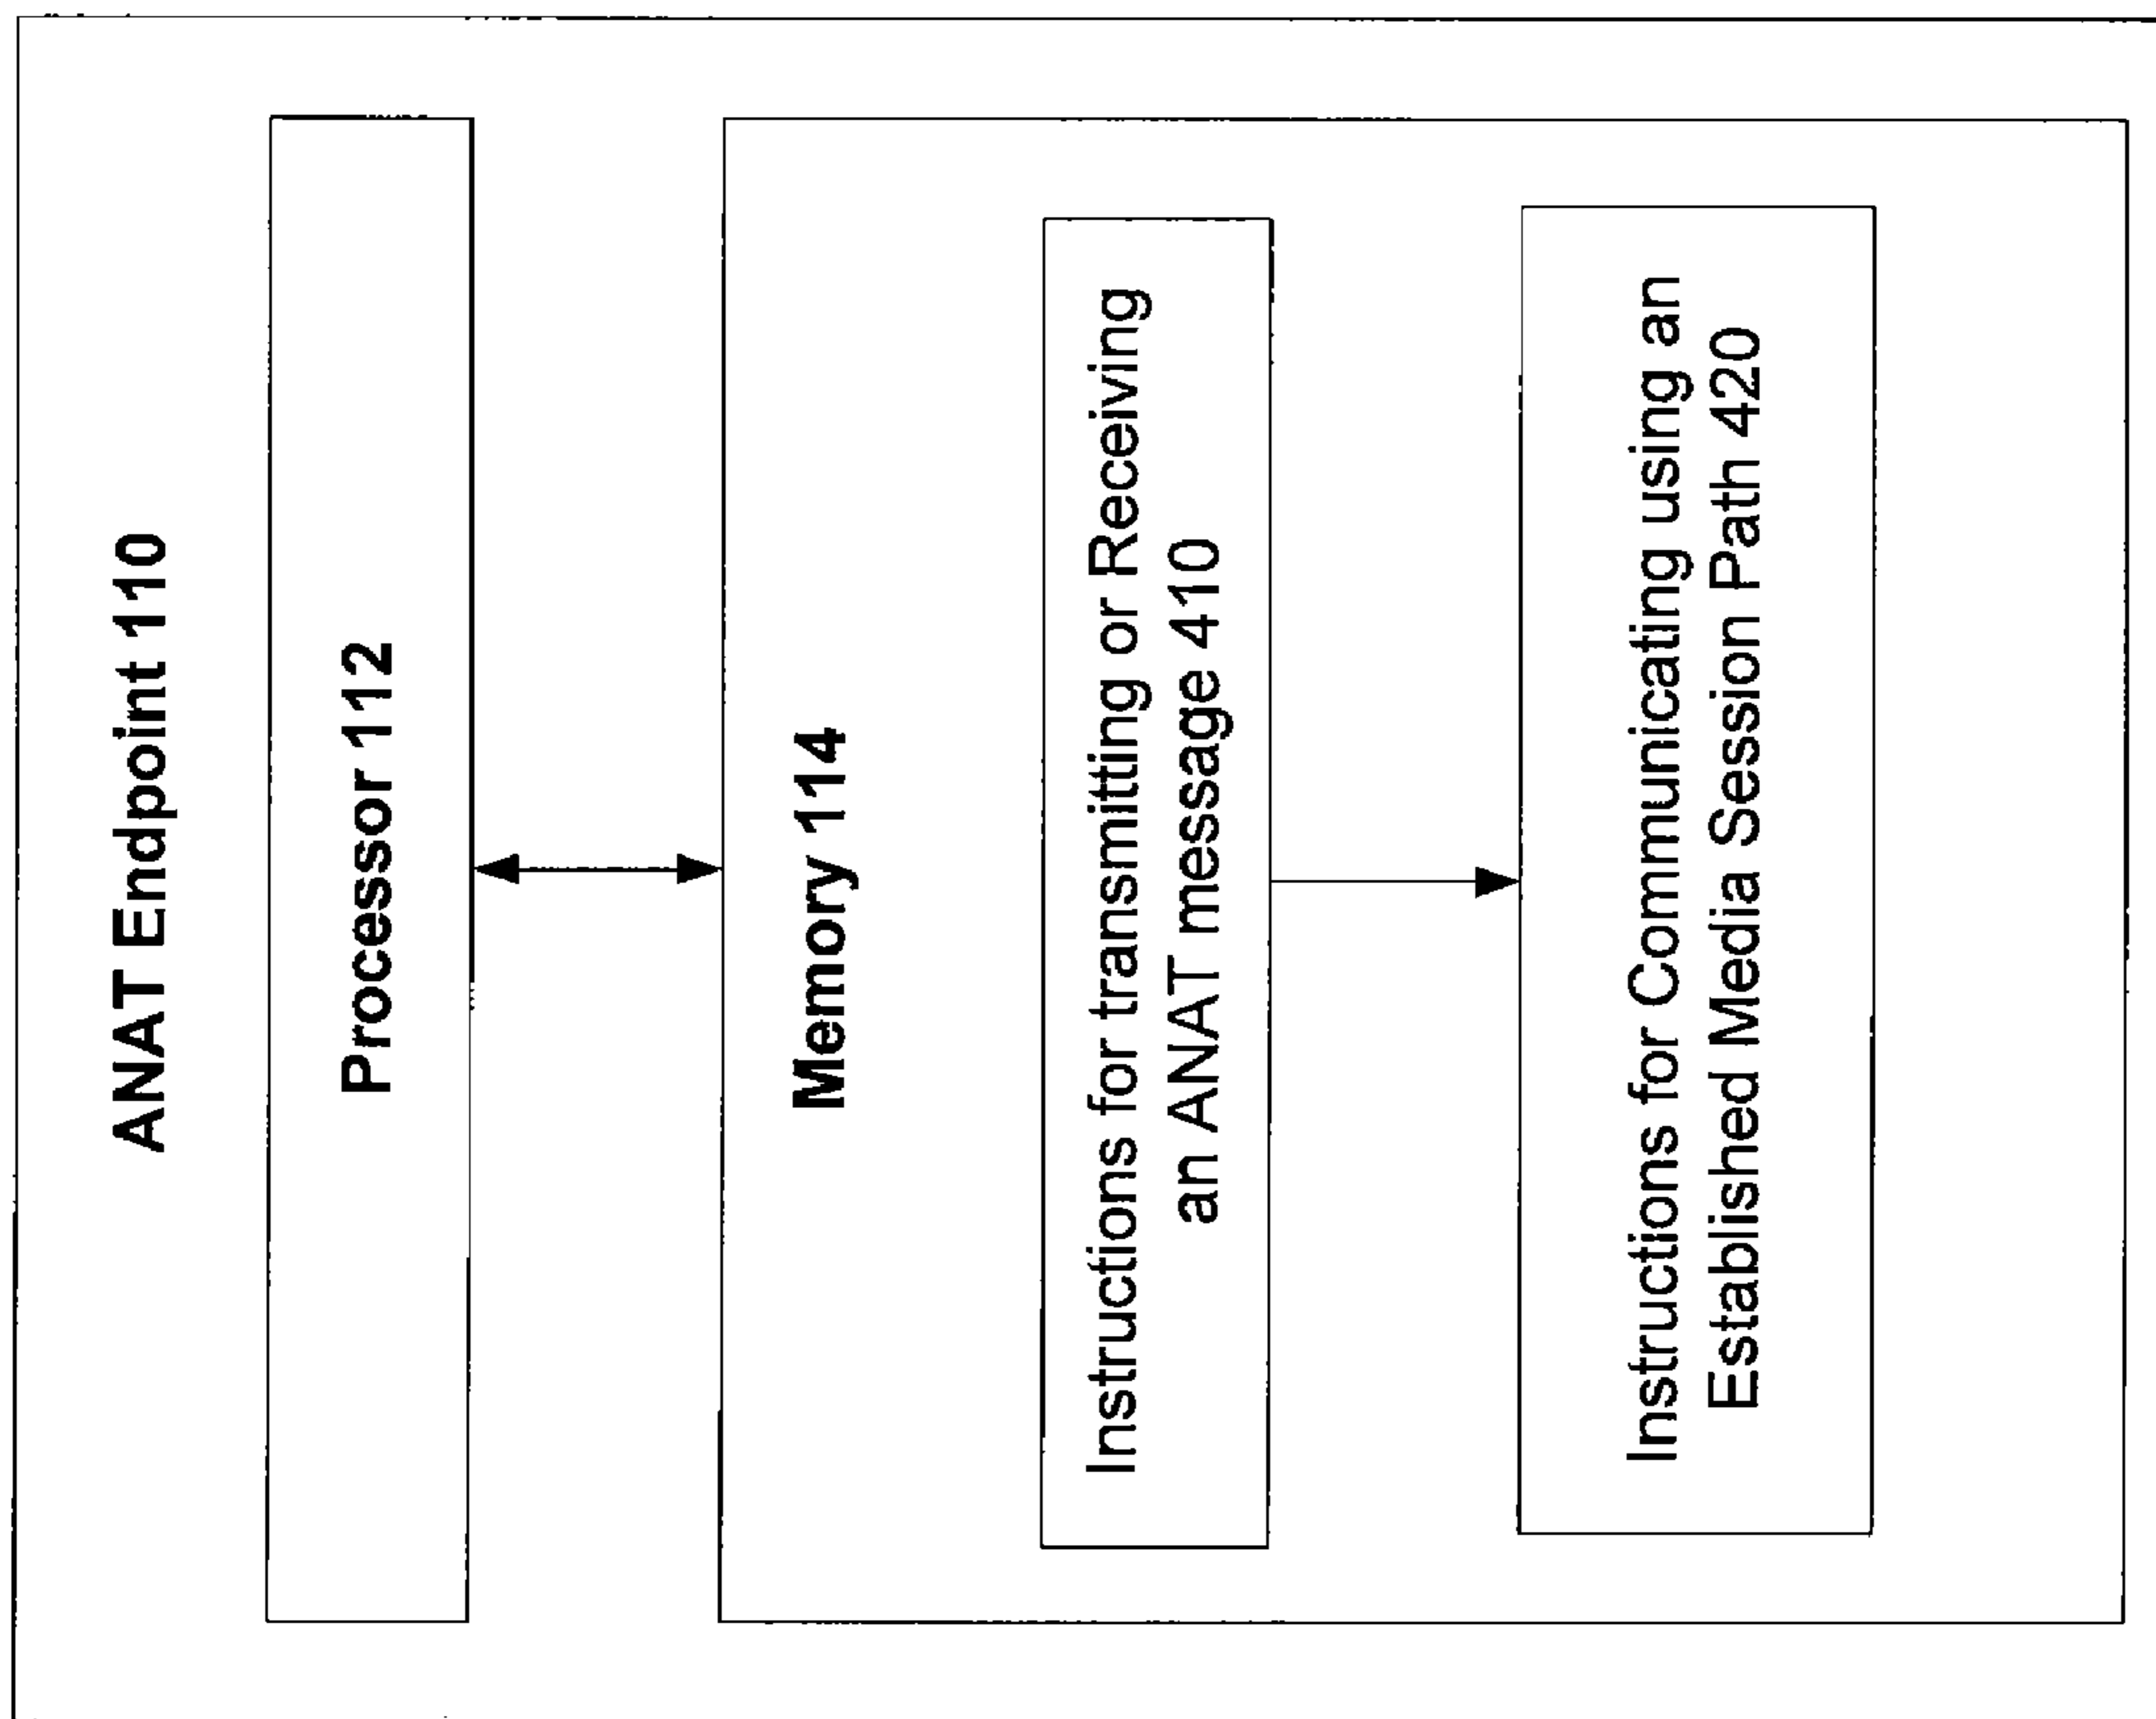 ANAT Endpoint 110
Processor 112
Memory 114
Instructions for transmitting or Receiving
an ANAT message 410
Instructions for Communicating using an
Established Media Session Path 420